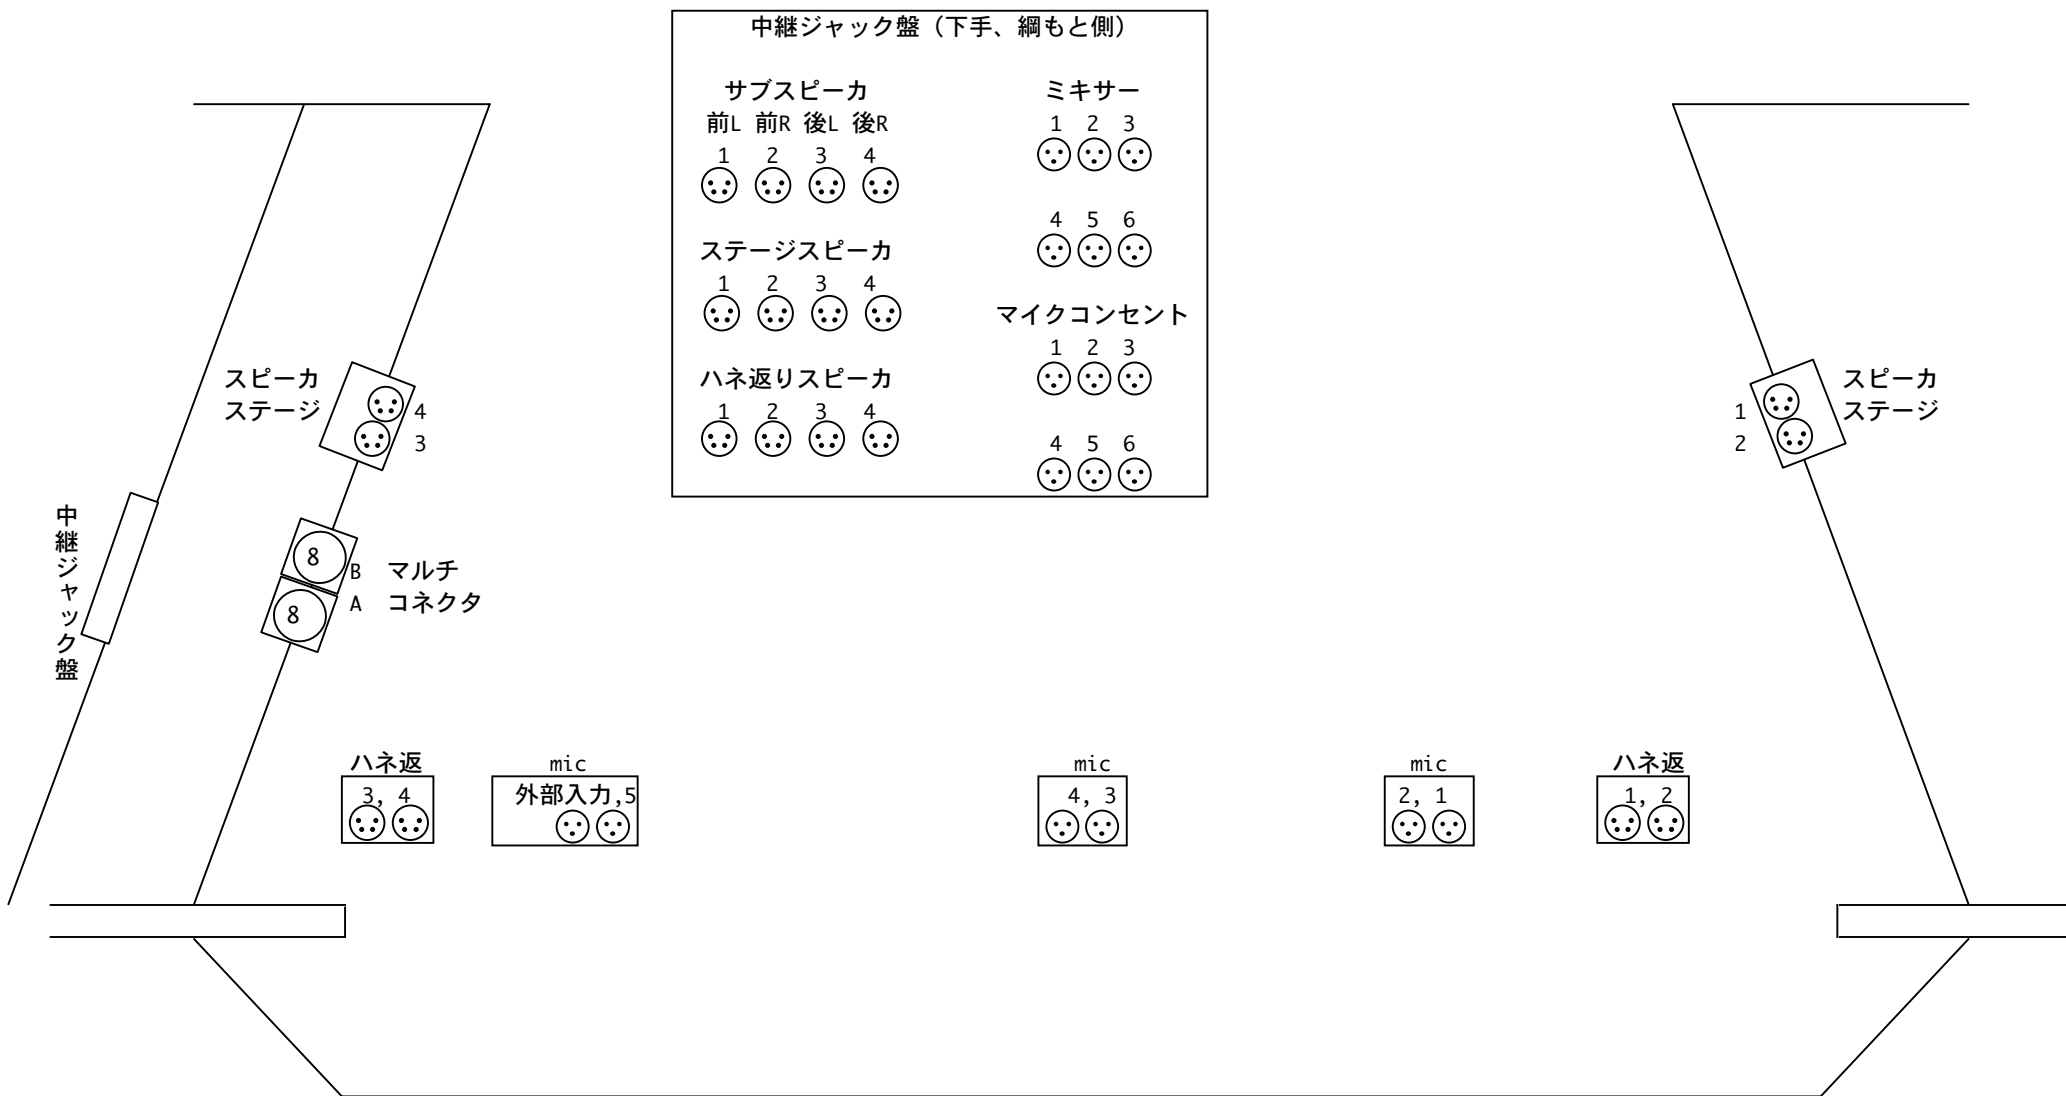 中継ジャック盤（下手、綱もと側）
サブスピーカ
前L 前R 後L 後R
1 2 3 4
ステージスピーカ
1 2 3 4
ハネ返りスピーカ
1 2 3 4
ミキサー
1 2 3
4 5 6
マイクコンセント
1 2 3
4 5 6
スピーカ
ステージ
4
3
スピーカ
ステージ
1
2
中継ジャック盤
8
8
B マルチ
A コネクタ
ハネ返
3, 4
mic
外部入力,5
mic
4, 3
mic
2, 1
ハネ返
1, 2